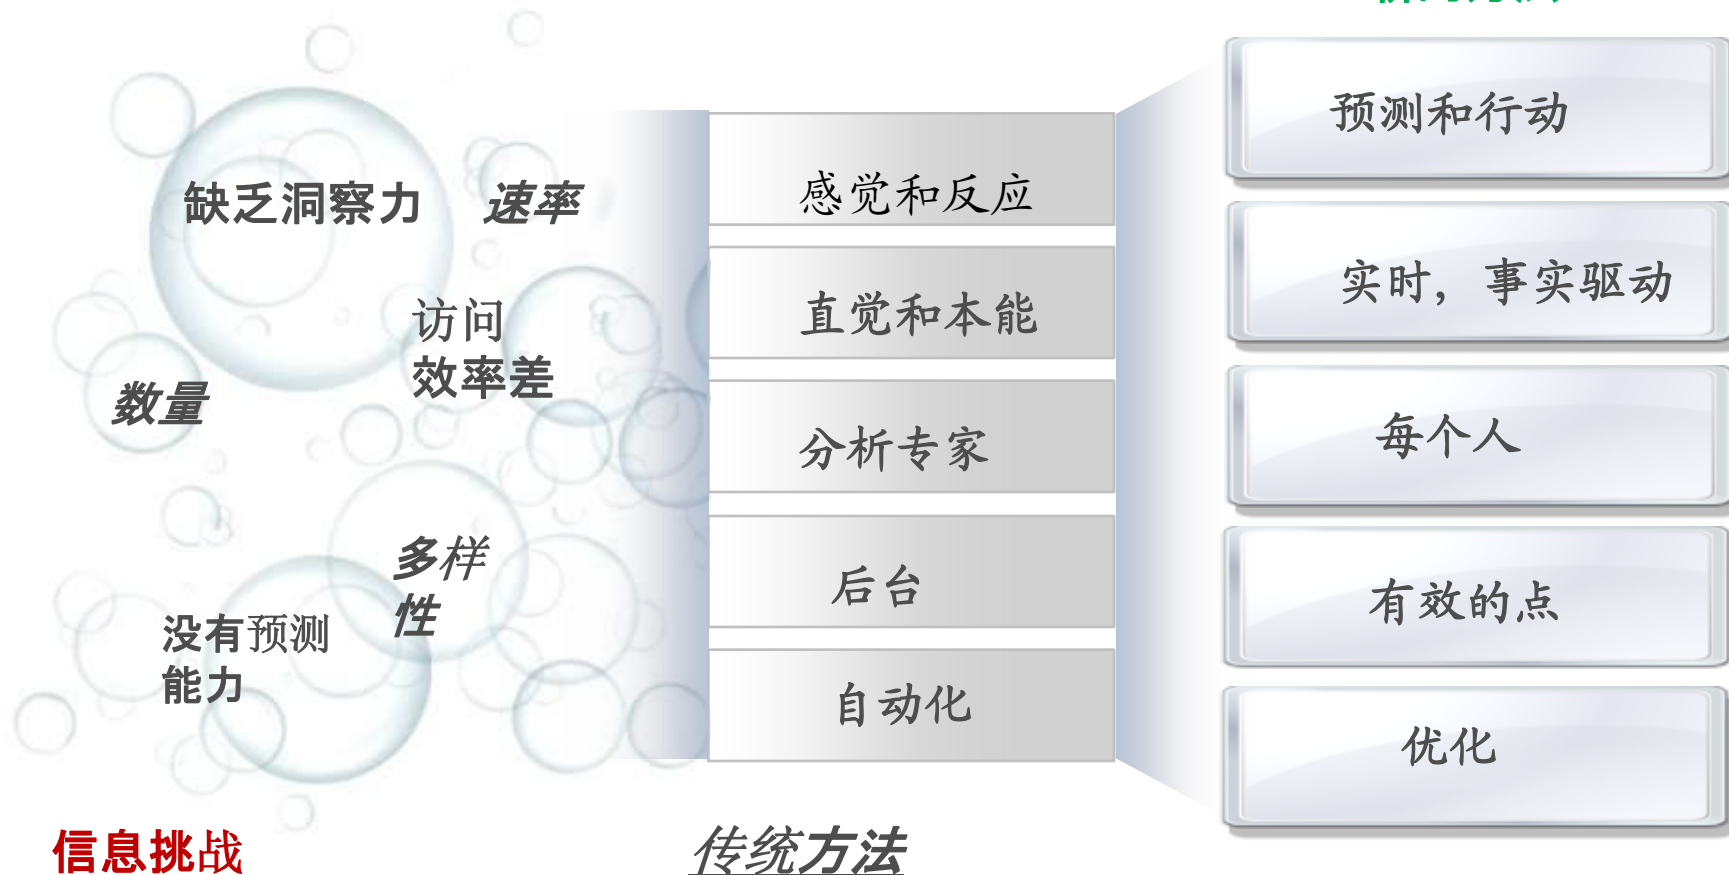 缺乏洞察力
速率
访问
效率差
数量
多样
性
没有预测
能力
信息挑战
感觉和反应
直觉和本能
分析专家
后台
自动化
传统方法
预测和行动
实时，事实驱动
每个人
有效的点
优化